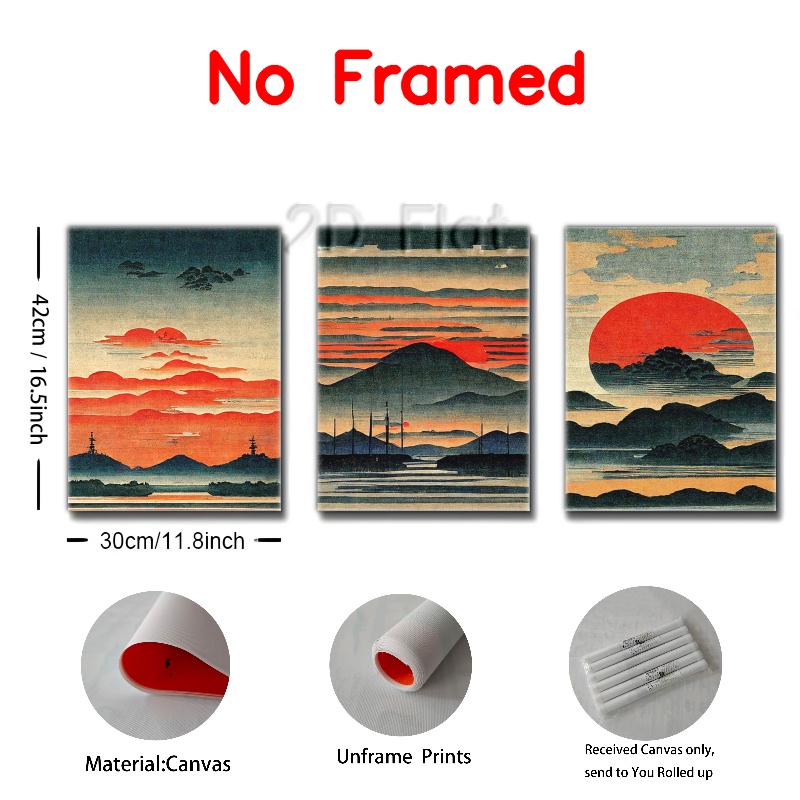 No Framed
2D Flat
42cm / 16.5inch
30cm/11.8inch
Material:Canvas
Unframe Prints
Received Canvas only,
send to You Rolled up